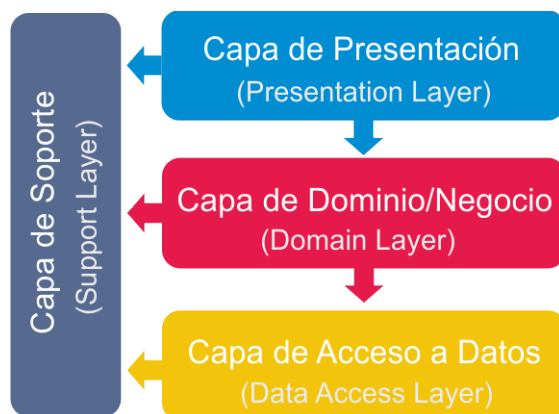 Capa de Soporte
(Support Layer)
Capa de Presentación
(Presentation Layer)
Capa de Dominio/Negocio
(Domain Layer)
Capa de Acceso a Datos
(Data Access Layer)